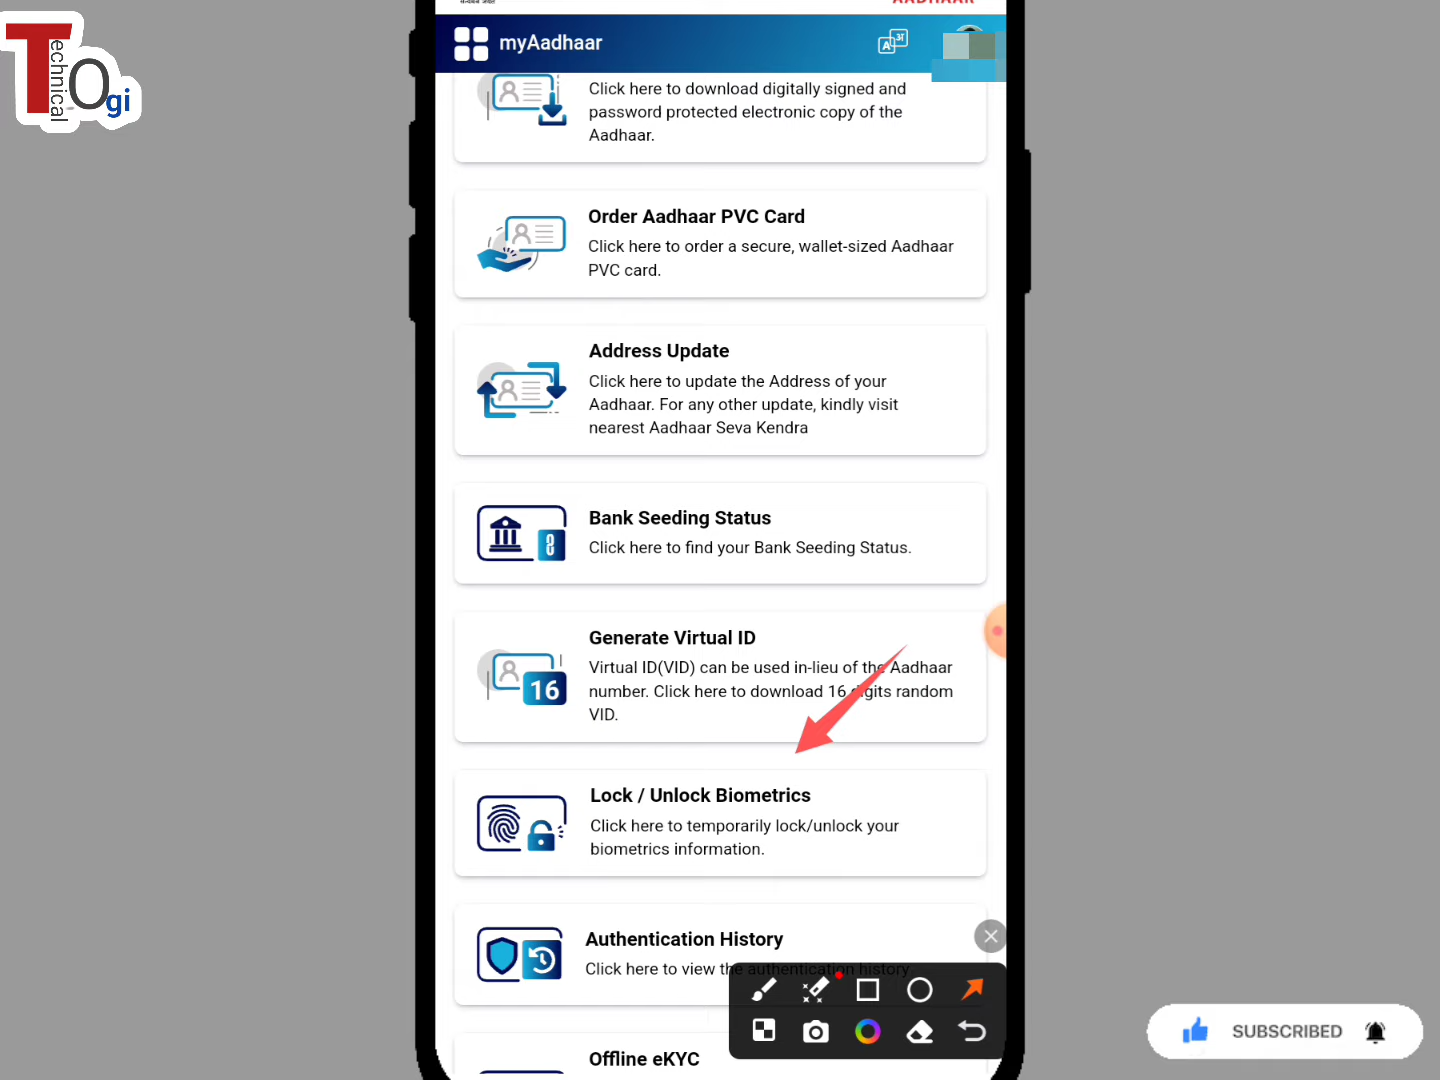 Technical
Ogi
AADHAAR
myAadhaar
A अ
Click here to download digitally signed and
password protected electronic copy of the
Aadhaar.
Order Aadhaar PVC Card
Click here to order a secure, wallet-sized Aadhaar
PVC card.
Address Update
Click here to update the Address of your
Aadhaar. For any other update, kindly visit
nearest Aadhaar Seva Kendra
Bank Seeding Status
Click here to find your Bank Seeding Status.
Generate Virtual ID
16
Virtual ID(VID) can be used in-lieu of the Aadhaar
number. Click here to download 16 digits random
VID.
Lock / Unlock Biometrics
Click here to temporarily lock/unlock your
biometrics information.
Authentication History
Click here to view the authentication history
Offline eKYC
SUBSCRIBED